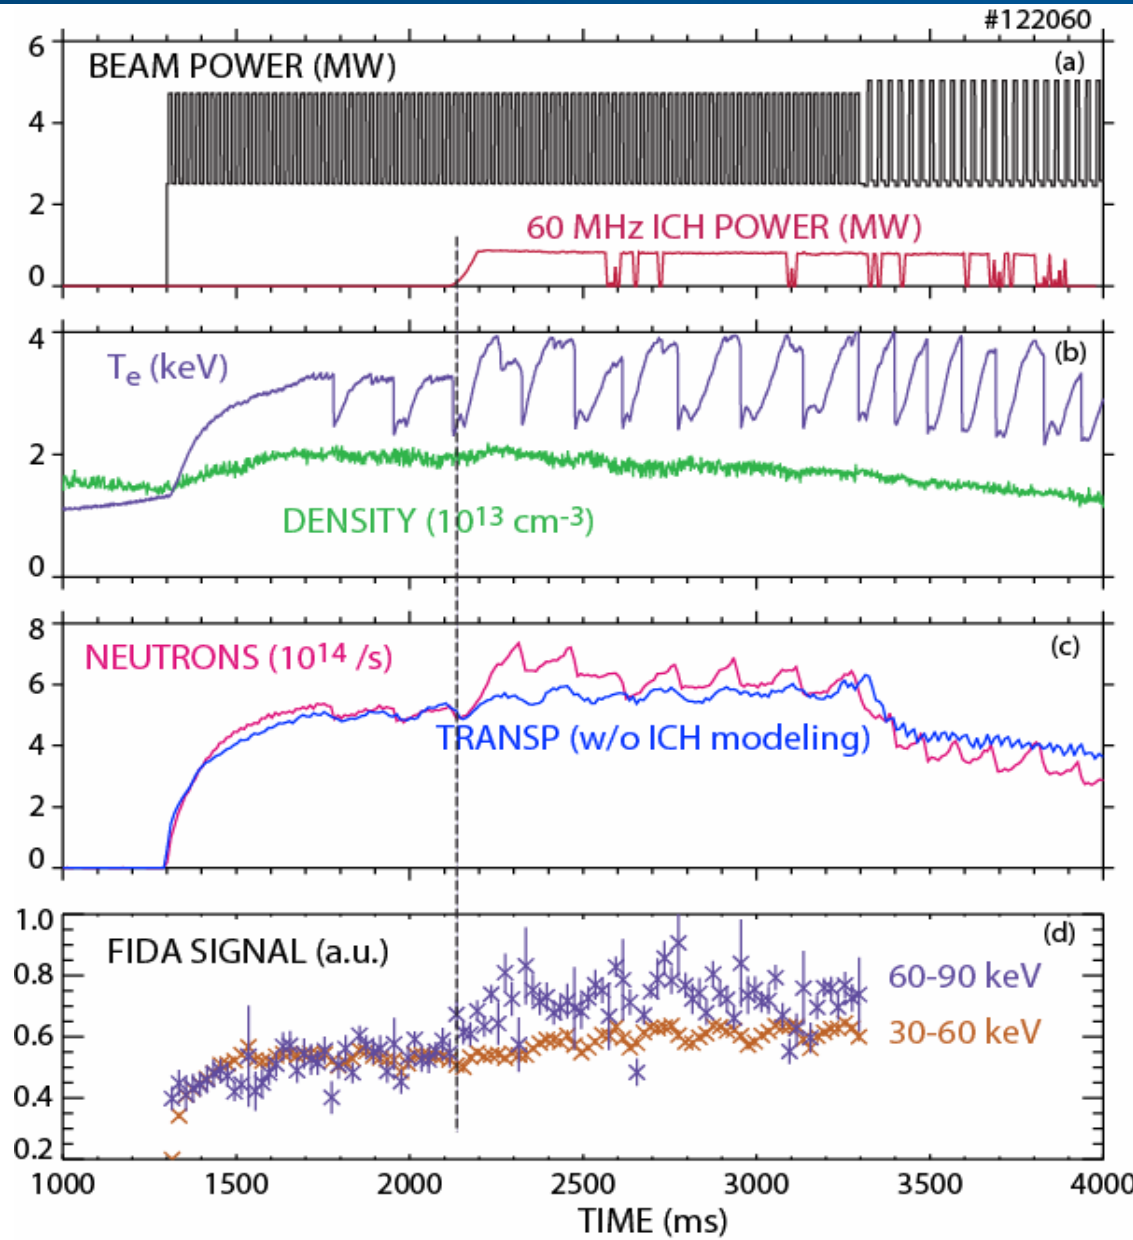 #122060
6
BEAM POWER (MW)
(a)
4
2
60 MHz ICH POWER (MW)
0
4
(b)
Te (keV)
2
DENSITY (10¹³ cm⁻³)
0
8
NEUTRONS (10¹⁴ /s)
(c)
6
TRANSP (w/o ICH modeling)
4
2
0
1.0
FIDA SIGNAL (a.u.)
(d)
0.8
60-90 keV
0.6
30-60 keV
0.4
0.2
1000 1500 2000 2500 3000 3500 4000
TIME (ms)